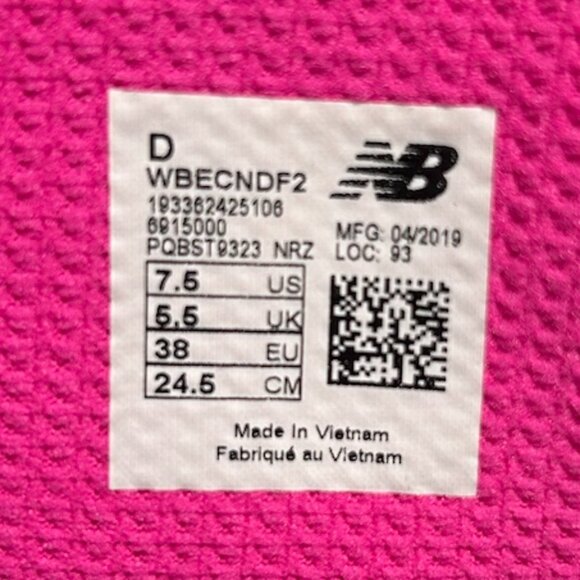 D
NB
WBECNDF2
193362425106
6915000
MFG: 04/2019
PQBST9323 NRZ
LOC: 93
7.5 US
5.5 UK
38 EU
24.5 CM
Made In Vietnam
Fabriqué au Vietnam